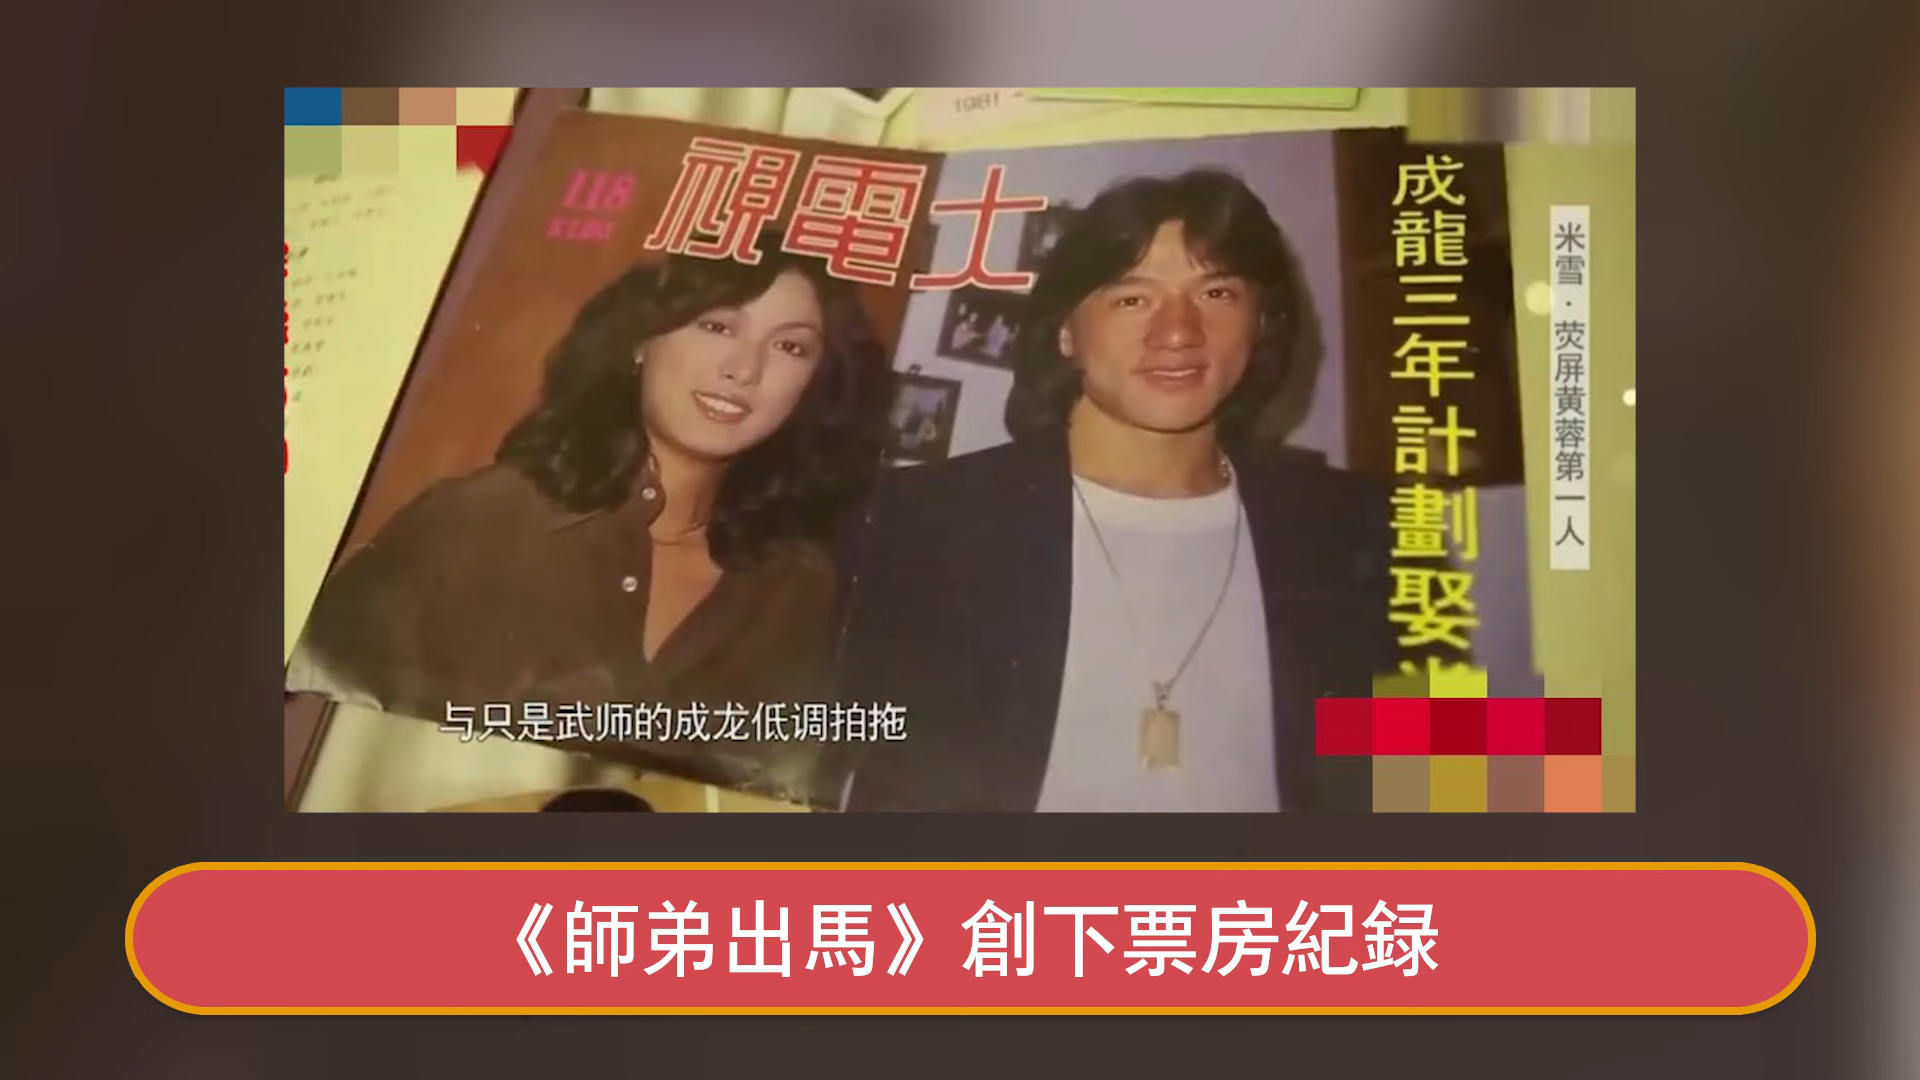 1981
118
視電大
成龍三年計劃娶
米雪·荧屏黄蓉第一人
与只是武师的成龙低调拍拖
《師弟出馬》創下票房紀録